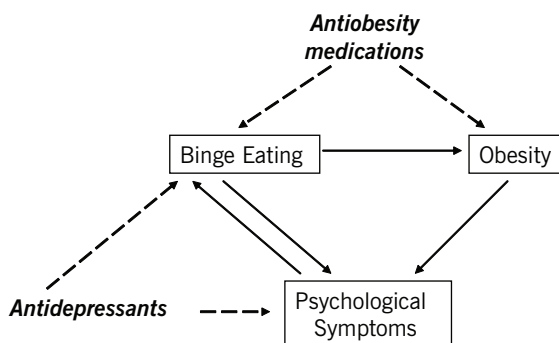 Antiobesity
medications
Binge Eating
Obesity
Antidepressants
Psychological
Symptoms